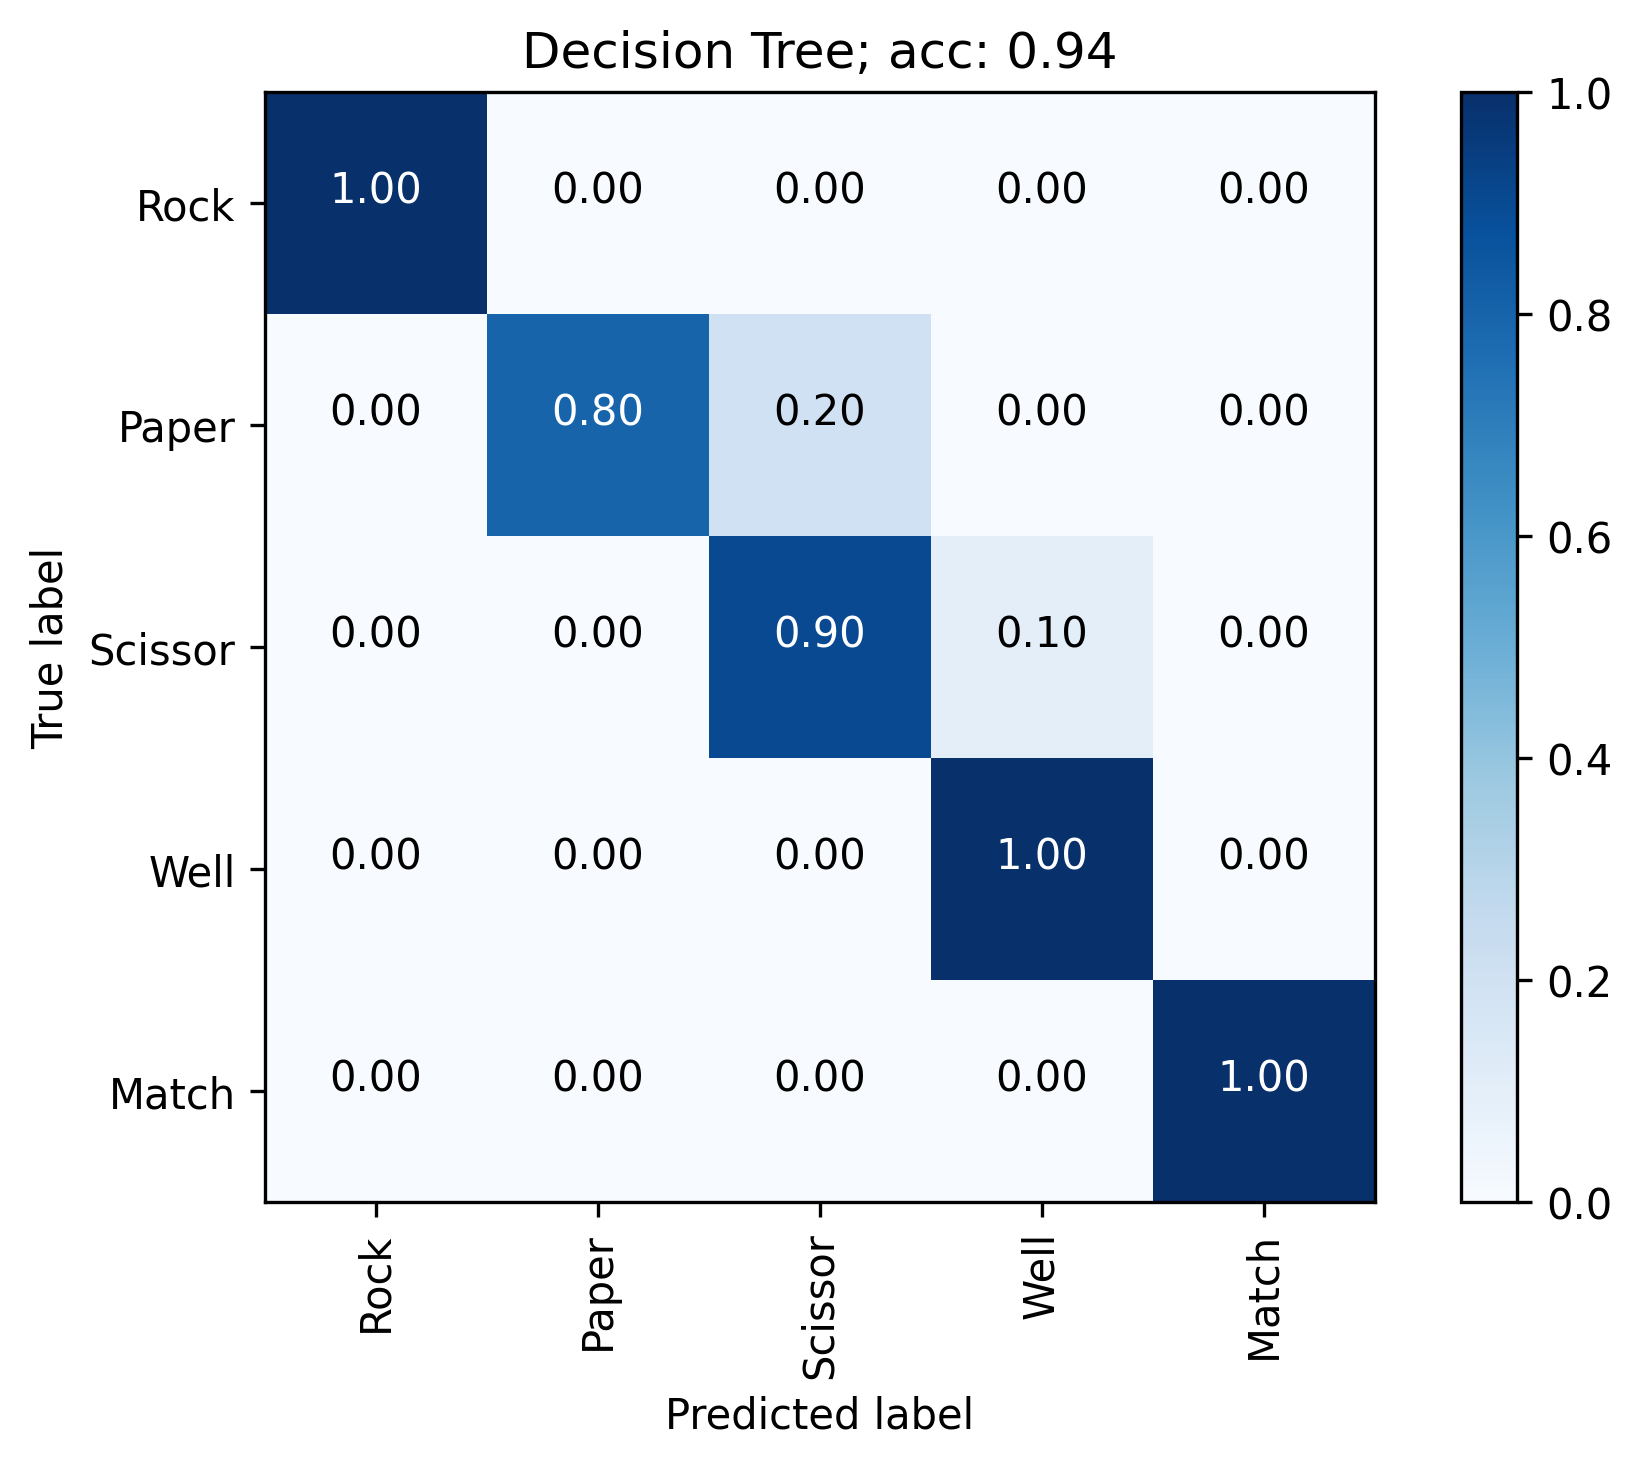 Decision Tree; acc: 0.94
True label
Rock 1.00 0.00 0.00 0.00 0.00
Paper 0.00 0.80 0.20 0.00 0.00
Scissor 0.00 0.00 0.90 0.10 0.00
Well 0.00 0.00 0.00 1.00 0.00
Match 0.00 0.00 0.00 0.00 1.00
Rock Paper Scissor Well Match
Predicted label
1.0
0.8
0.6
0.4
0.2
0.0